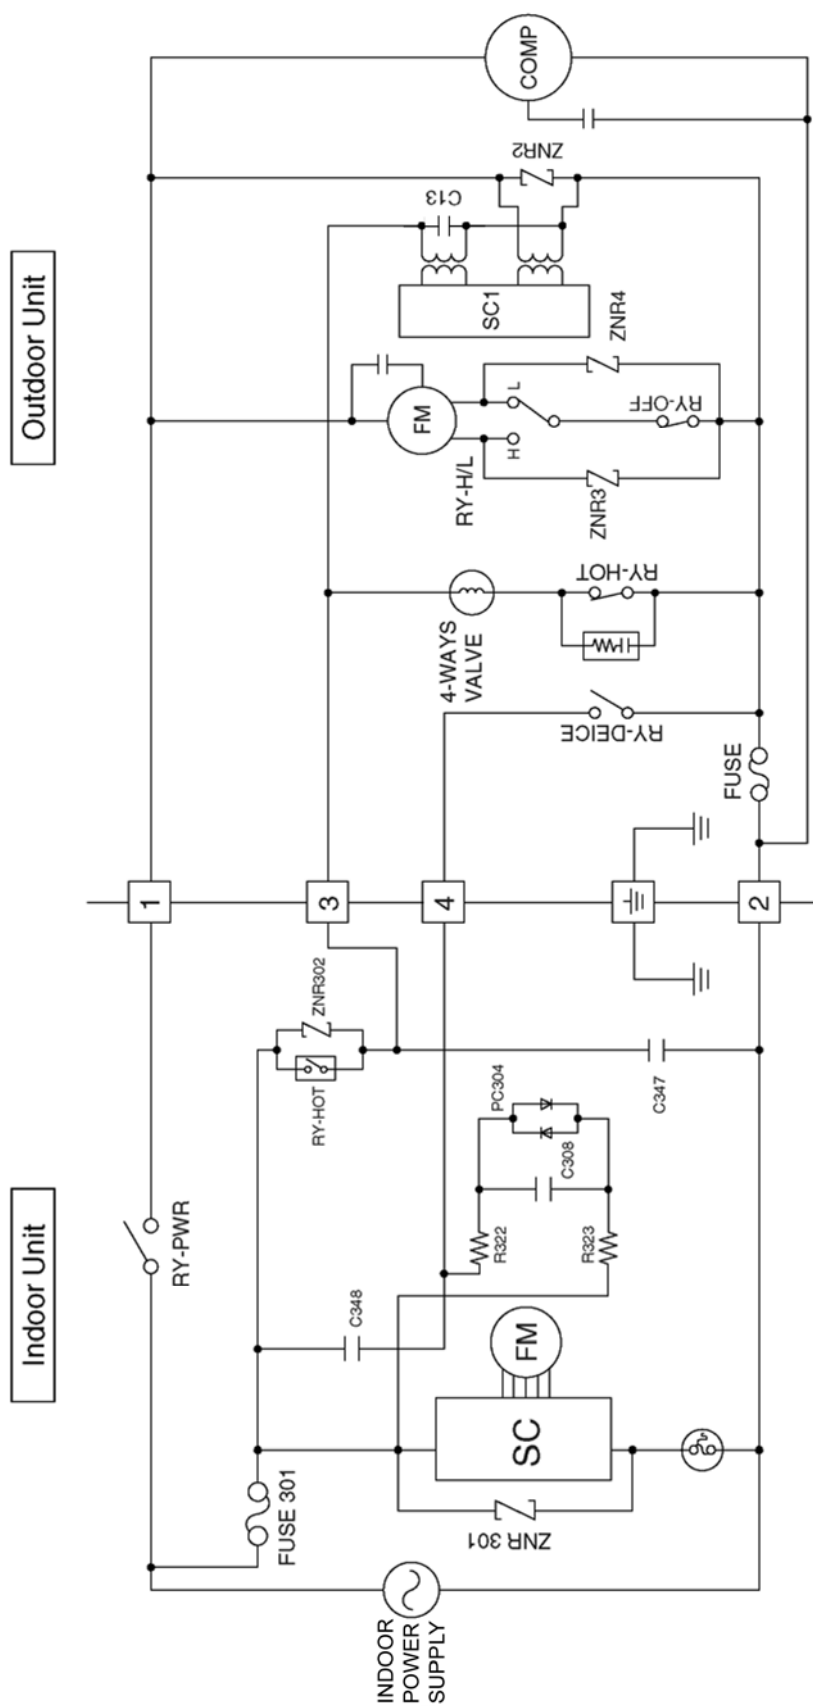 Indoor Unit
Outdoor Unit
RY-PWR
1
COMP
FUSE 301
RY-HOT
ZNR302
3
C13
ZNR2
C348
4
4-WAYS
VALVE
RY-H/L
FM
H
L
SC1
R322
PC304
C308
R323
FM
SC
ZNR 301
C347
RY-DEICE
RY-HOT
ZNR3
RY-OFF
ZNR4
FUSE
2
INDOOR
POWER
SUPPLY